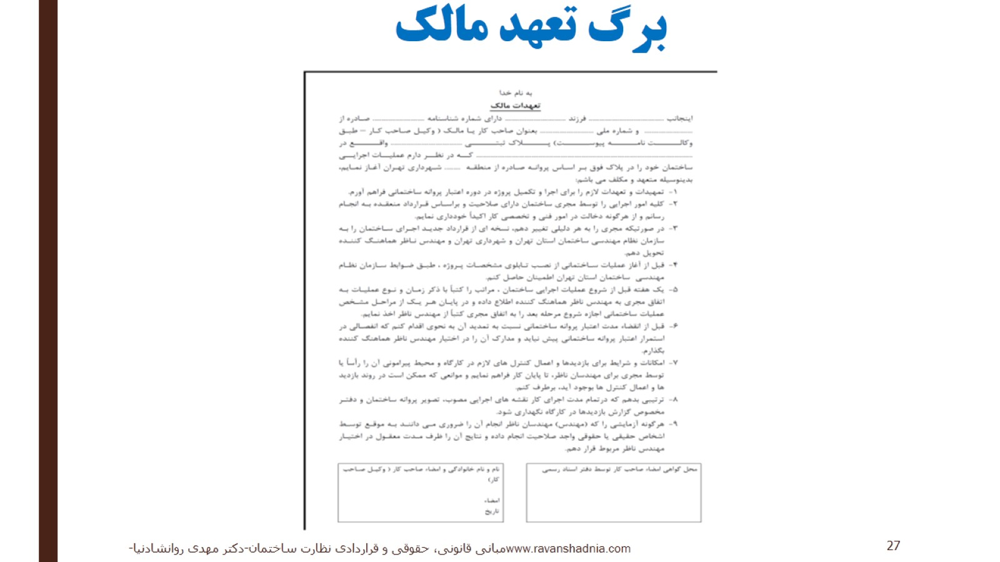 برگ تعهد مالک
به نام خدا
تعهدات مالک
اینجانب ........................ فرزند ........................ دارای شماره شناسنامه ........................ صادره از
........................ و شماره ملی ........................ بعنوان صاحب کار یا مالک ( وکیل صاحب کار – طبق
وکالت نامه پیوست) پلاک ثبتی ........................ واقع در
........................ که در نظر دارم عملیات اجرایی
ساختمان خود را در پلاک فوق بر اساس پروانه صادره از منطقه ........ شهرداری تهران آغاز نمایم،
بدینوسیله متعهد و مکلف می باشم:
۱- تمهیدات و تعهدات لازم را برای اجرا و تکمیل پروژه در دوره اعتبار پروانه ساختمانی فراهم آورم.
۲- کلیه امور اجرایی را توسط مجری ساختمان دارای صلاحیت و براساس قرارداد منعقده به انجام
رسانم و از هرگونه دخالت در امور فنی و تخصصی کار اکیداً خودداری نمایم.
۳- در صورتیکه مجری را به هر دلیلی تغییر دهم، نسخه ای از قرارداد جدید اجرای ساختمان را به
سازمان نظام مهندسی ساختمان استان تهران و شهرداری تهران و مهندس ناظر هماهنگ کننده
تحویل دهم.
۴- قبل از آغاز عملیات ساختمانی از نصب تابلوی مشخصات پروژه ، طبق ضوابط سازمان نظام
مهندسی ساختمان استان تهران اطمینان حاصل کنم.
۵- یک هفته قبل از شروع عملیات اجرایی ساختمان ، مراتب را کتباً با ذکر زمان و نوع عملیات به
اتفاق مجری به مهندس ناظر هماهنگ کننده اطلاع داده و در پایان هر یک از مراحل مشخص
عملیات ساختمانی اجازه شروع مرحله بعد را به اتفاق مجری کتباً از مهندس ناظر اخذ نمایم.
۶- قبل از انقضاء مدت اعتبار پروانه ساختمانی نسبت به تمدید آن به نحوی اقدام کنم که انفصالی در
استمرار اعتبار پروانه ساختمانی پیش نیاید و مدارک آن را در اختیار مهندس ناظر هماهنگ کننده
بگذارم.
۷- امکانات و شرایط برای بازدیدها و اعمال کنترل های لازم در کارگاه و محیط پیرامونی آن را رأساً یا
توسط مجری برای مهندسان ناظر، تا پایان کار فراهم نمایم و موانعی که ممکن است در روند بازدید
ها و اعمال کنترل ها بوجود آید، برطرف کنم.
۸- ترتیبی بدهم که درتمام مدت اجرای کار نقشه های اجرایی مصوب، تصویر پروانه ساختمان و دفتر
مخصوص گزارش بازدیدها در کارگاه نگهداری شود.
۹- هرگونه آزمایشی را که (مهندس) مهندسان ناظر انجام آن را ضروری می دانند به موقع توسط
اشخاص حقیقی یا حقوقی واجد صلاحیت انجام داده و نتایج آن را ظرف مدت معقول در اختیار
مهندس ناظر مربوط قرار دهم.
محل گواهی امضاء صاحب کار توسط دفتر اسناد رسمی
نام و نام خانوادگی و امضاء صاحب کار ( وکیل صاحب
کار)
امضاء
تاریخ
مبانی قانونی، حقوقی و قراردادی نظارت ساختمان-دکتر مهدی روانشادنیا-www.ravanshadnia.com
27